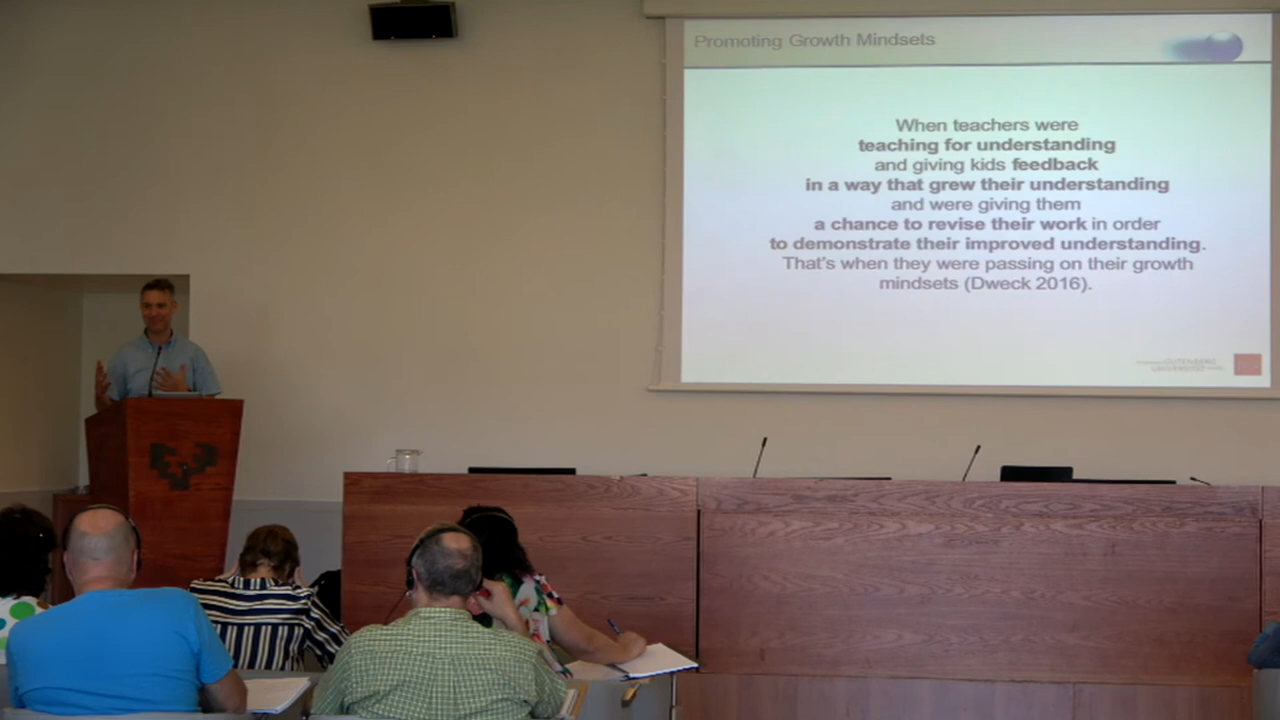 Promoting Growth Mindsets
When teachers were
teaching for understanding
and giving kids feedback
in a way that grew their understanding
and were giving them
a chance to revise their work in order
to demonstrate their improved understanding.
That's when they were passing on their growth
mindsets (Dweck 2016).
GUTENBERG
UNIVERSITÄT